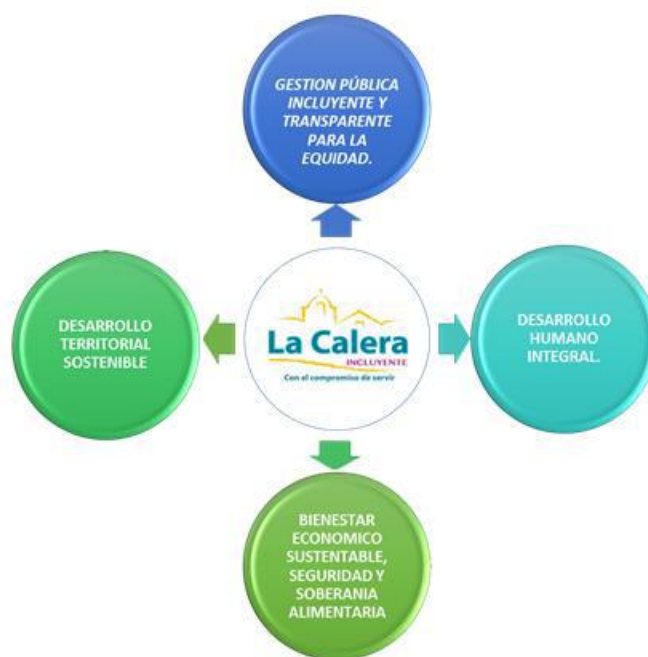 GESTION PÚBLICA
INCLUYENTE Y
TRANSPARENTE
PARA LA
EQUIDAD.
DESARROLLO
TERRITORIAL
SOSTENIBLE
La Calera
INCLUYENTE
Con el compromiso de servir
DESARROLLO
HUMANO
INTEGRAL.
BIENESTAR
ECONOMICO
SUSTENTABLE,
SEGURIDAD Y
SOBERANIA
ALIMENTARIA